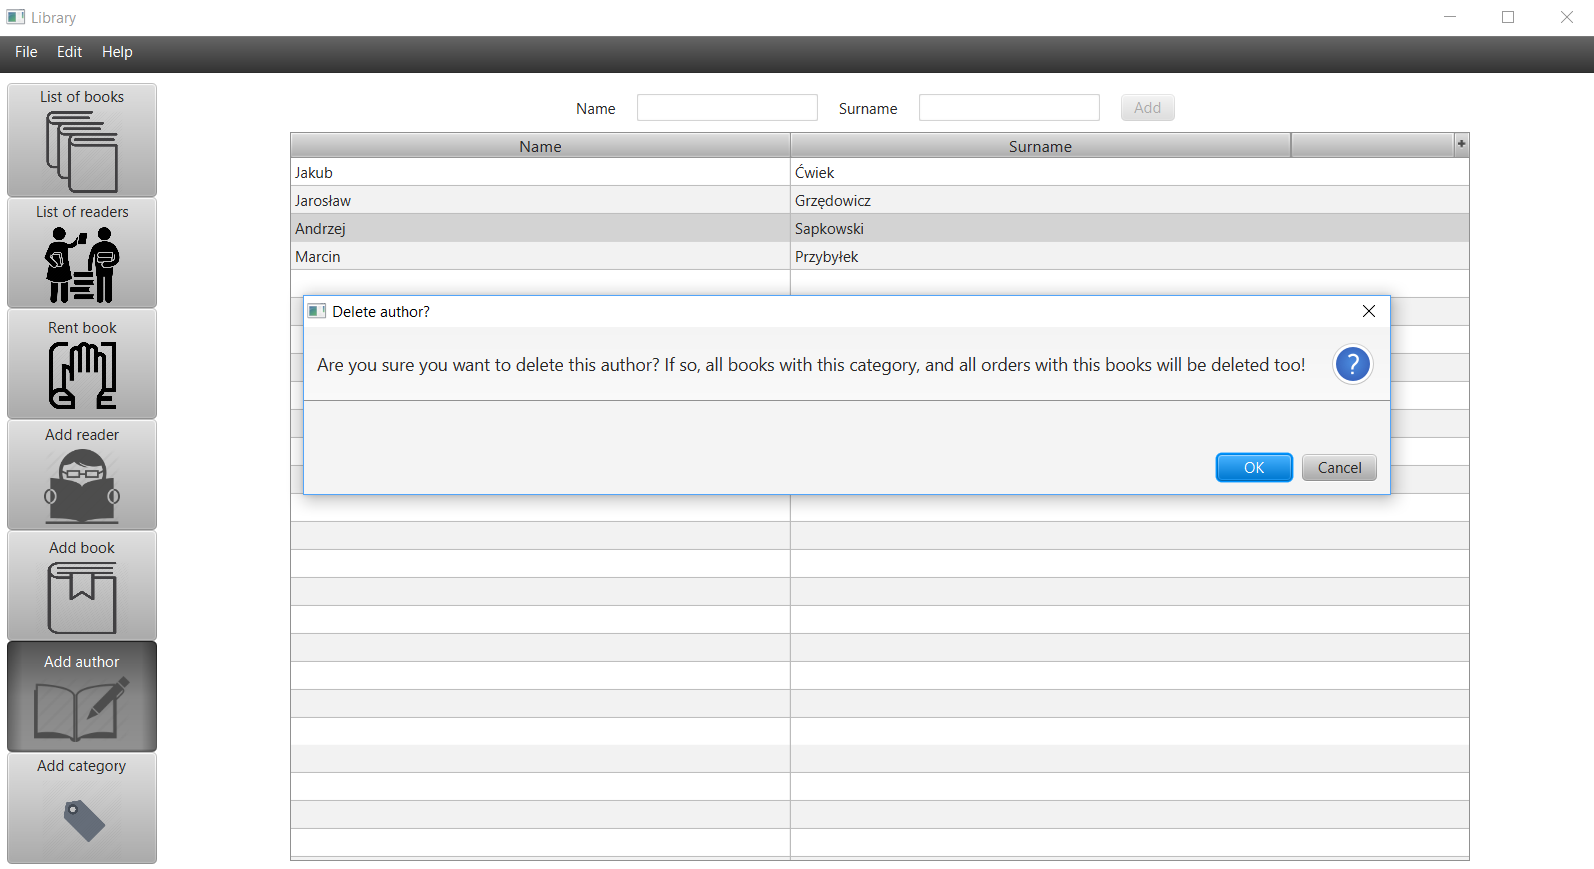 Library
File Edit Help
List of books
List of readers
Rent book
Add reader
Add book
Add author
Add category
Name Surname Add
Name Surname +
Jakub Ćwiek
Jarosław Grzędowicz
Andrzej Sapkowski
Marcin Przybyłek
Delete author?
Are you sure you want to delete this author? If so, all books with this category, and all orders with this books will be deleted too!
?
OK Cancel